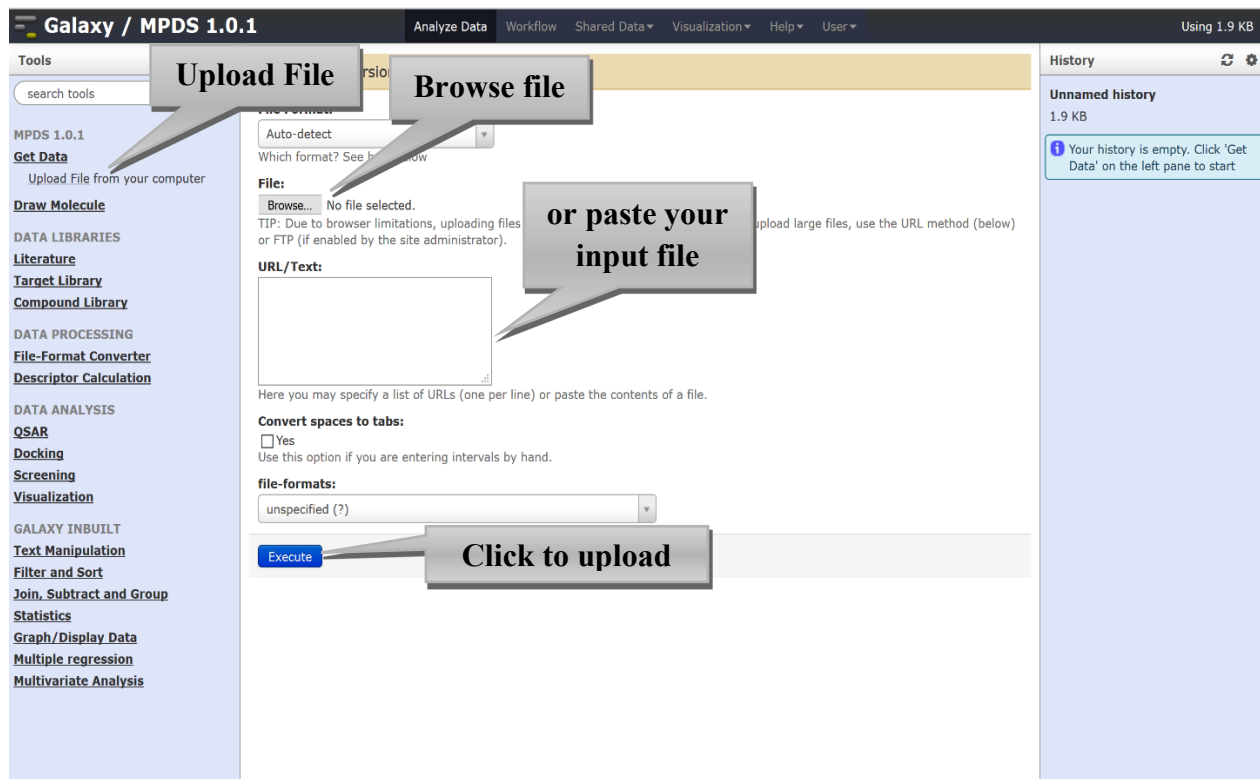 Galaxy / MPDS 1.0.1
Analyze Data Workflow Shared Data Visualization Help User
Using 1.9 KB
Tools
search tools
MPDS 1.0.1
Get Data
Upload File from your computer
Draw Molecule
DATA LIBRARIES
Literature
Target Library
Compound Library
DATA PROCESSING
File-Format Converter
Descriptor Calculation
DATA ANALYSIS
QSAR
Docking
Screening
Visualization
GALAXY INBUILT
Text Manipulation
Filter and Sort
Join, Subtract and Group
Statistics
Graph/Display Data
Multiple regression
Multivariate Analysis
Upload File
Browse file
Auto-detect
Which format? See
File:
Browse... No file selected.
TIP: Due to browser limitations, uploading files upload large files, use the URL method (below)
or FTP (if enabled by the site administrator).
or paste your
input file
URL/Text:
Here you may specify a list of URLs (one per line) or paste the contents of a file.
Convert spaces to tabs:
Yes
Use this option if you are entering intervals by hand.
file-formats:
unspecified (?)
Execute
Click to upload
History
Unnamed history
1.9 KB
Your history is empty. Click 'Get
Data' on the left pane to start